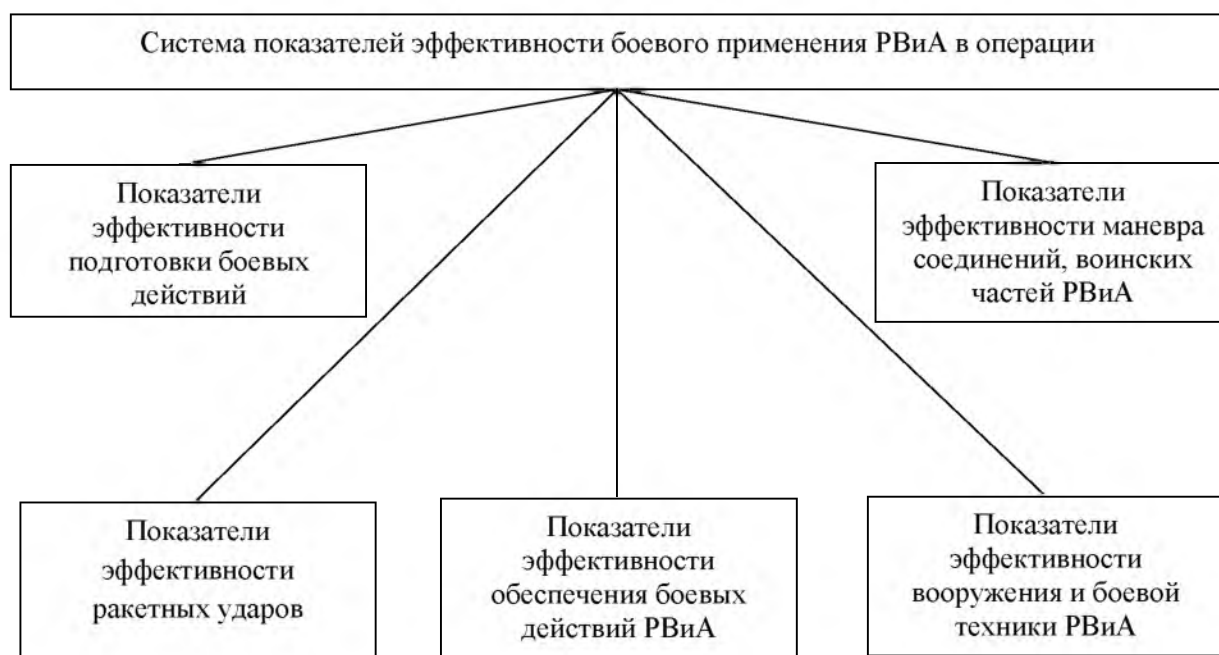 Система показателей эффективности боевого применения РВиА в операции
Показатели
эффективности
подготовки боевых
действий
Показатели
эффективности маневра
соединений, воинских
частей РВиА
Показатели
эффективности
ракетных ударов
Показатели
эффективности
обеспечения боевых
действий РВиА
Показатели
эффективности
вооружения и боевой
техники РВиА